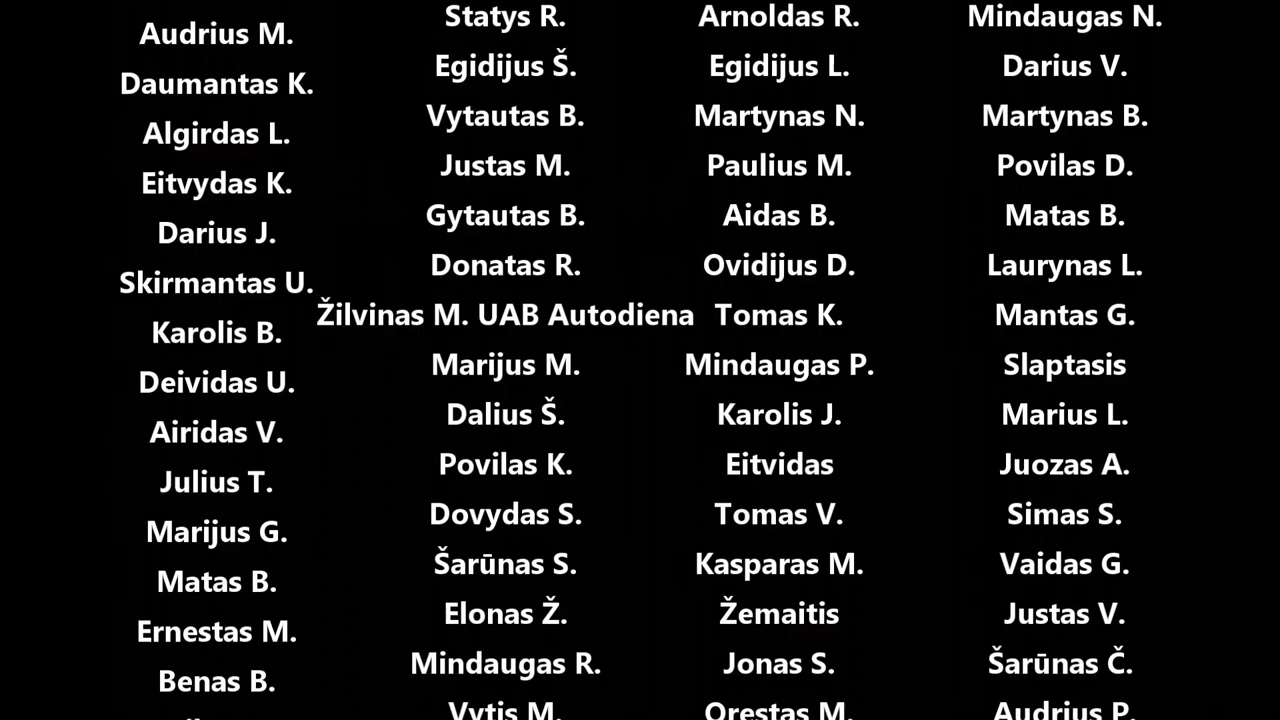 Audrius M.
Daumantas K.
Algirdas L.
Eitvydas K.
Darius J.
Skirmantas U.
Karolis B.
Deividas U.
Airidas V.
Julius T.
Marijus G.
Matas B.
Ernestas M.
Benas B.
Statys R.
Egidijus Š.
Vytautas B.
Justas M.
Gytautas B.
Donatas R.
Žilvinas M. UAB Autodiena
Marijus M.
Dalius Š.
Povilas K.
Dovydas S.
Šarūnas S.
Elonas Ž.
Mindaugas R.
Vytis M.
Arnoldas R.
Egidijus L.
Martynas N.
Paulius M.
Aidas B.
Ovidijus D.
Tomas K.
Mindaugas P.
Karolis J.
Eitvidas
Tomas V.
Kasparas M.
Žemaitis
Jonas S.
Orestas M.
Mindaugas N.
Darius V.
Martynas B.
Povilas D.
Matas B.
Laurynas L.
Mantas G.
Slaptasis
Marius L.
Juozas A.
Simas S.
Vaidas G.
Justas V.
Šarūnas Č.
Audrius P.